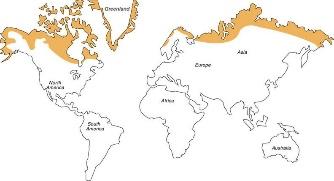 Greenland
Asia
Europe
North
America
Africa
South
America
Australia